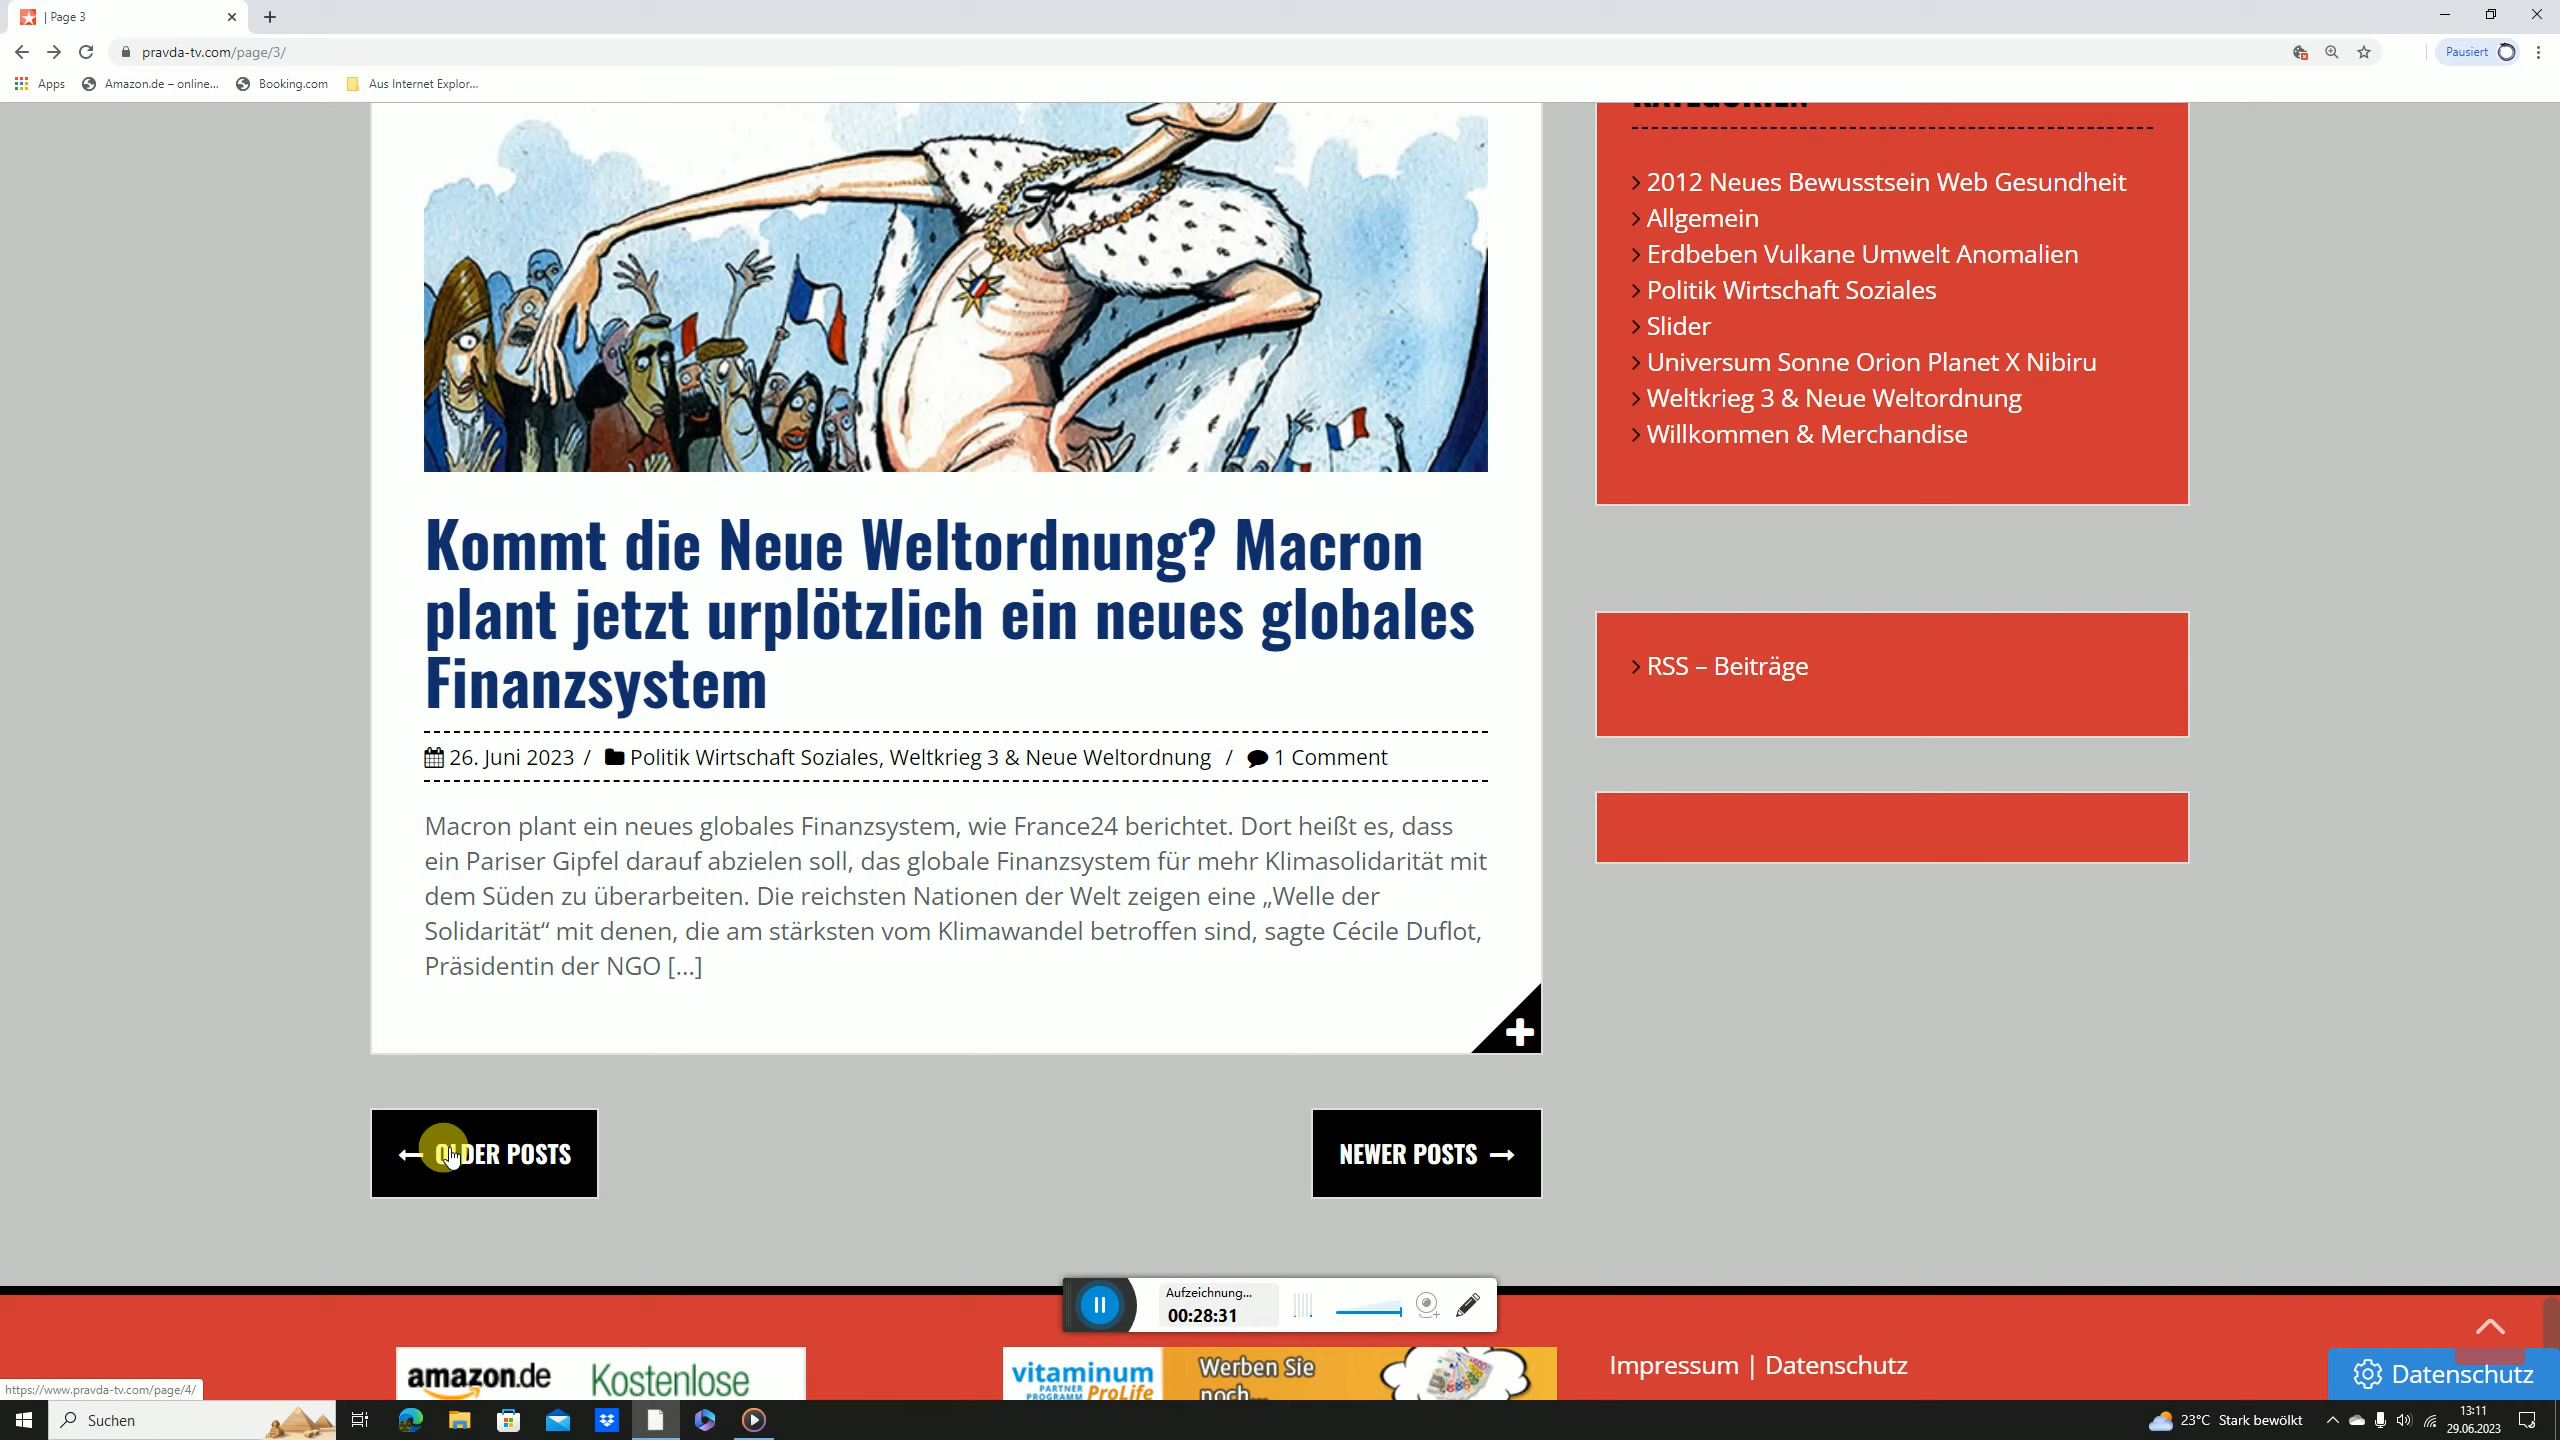 | Page 3
pravda-tv.com/page/3/
Pausiert
Apps
Amazon.de – online...
Booking.com
Aus Internet Explor...
KATEGORIEN
2012 Neues Bewusstsein Web Gesundheit
Allgemein
Erdbeben Vulkane Umwelt Anomalien
Politik Wirtschaft Soziales
Slider
Universum Sonne Orion Planet X Nibiru
Weltkrieg 3 & Neue Weltordnung
Willkommen & Merchandise
Kommt die Neue Weltordnung? Macron
plant jetzt urplötzlich ein neues globales
Finanzsystem
26. Juni 2023 / Politik Wirtschaft Soziales, Weltkrieg 3 & Neue Weltordnung / 1 Comment
Macron plant ein neues globales Finanzsystem, wie France24 berichtet. Dort heißt es, dass
ein Pariser Gipfel darauf abzielen soll, das globale Finanzsystem für mehr Klimasolidarität mit
dem Süden zu überarbeiten. Die reichsten Nationen der Welt zeigen eine „Welle der
Solidarität“ mit denen, die am stärksten vom Klimawandel betroffen sind, sagte Cécile Duflot,
Präsidentin der NGO [...]
RSS – Beiträge
← OLDER POSTS
NEWER POSTS →
Aufzeichnung...
00:28:31
amazon.de Kostenlose
vitaminum
PARTNER
PROGRAMM ProLife
Werben Sie
noch...
Impressum | Datenschutz
Datenschutz
https://www.pravda-tv.com/page/4/
Suchen
23°C Stark bewölkt
13:11
29.06.2023